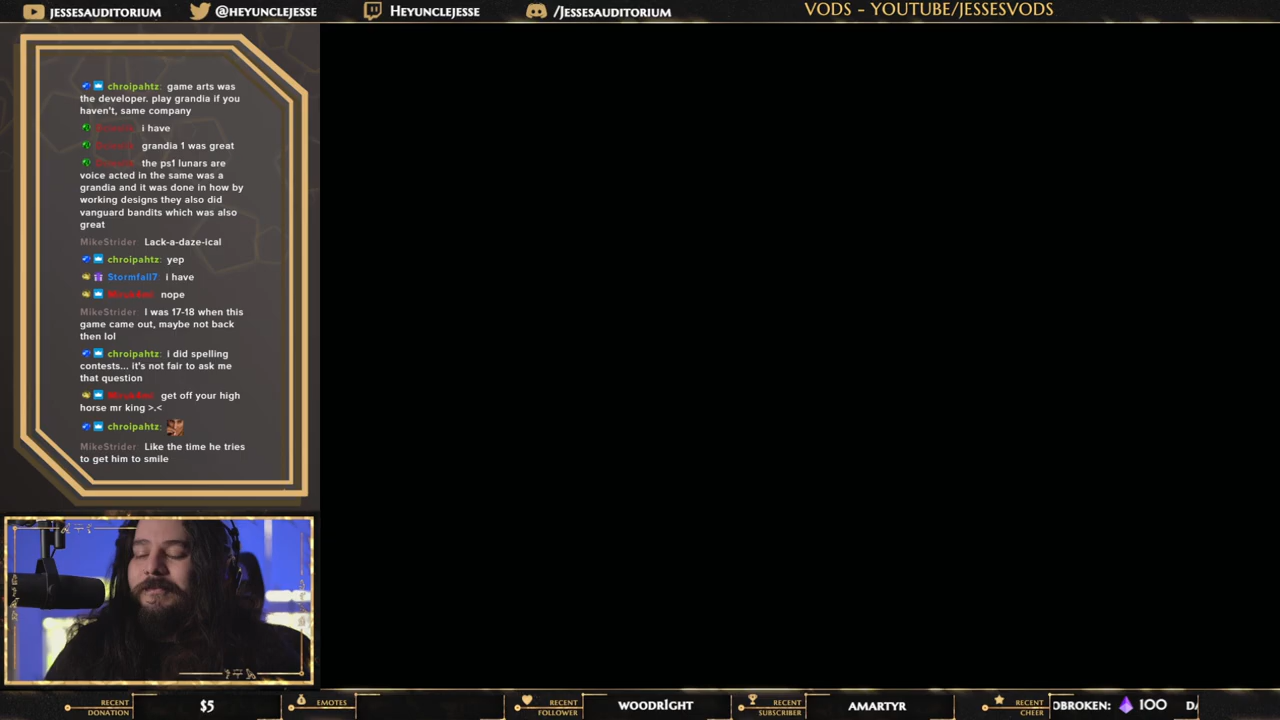 JESSESAUDITORIUM @HEYUNCLEJESSE HEYUNCLEJESSE /JESSESAUDITORIUM VODS - YOUTUBE/JESSESVODS
chroipahtz: game arts was
the developer. play grandia if you
haven't, same company
i have
grandia 1 was great
the ps1 lunars are
voice acted in the same was a
grandia and it was done in how by
working designs they also did
vanguard bandits which was also
great
MikeStrider Lack-a-daze-ical
chroipahtz: yep
Stormfall7: i have
nope
MikeStrider I was 17-18 when this
game came out, maybe not back
then lol
chroipahtz: i did spelling
contests... it's not fair to ask me
that question
get off your high
horse mr king >.<
chroipahtz:
MikeStrider Like the time he tries
to get him to smile
RECENT DONATION $5 EMOTES RECENT FOLLOWER WOODRIGHT RECENT SUBSCRIBER AMARTYR RECENT CHEER OBROKEN: 100